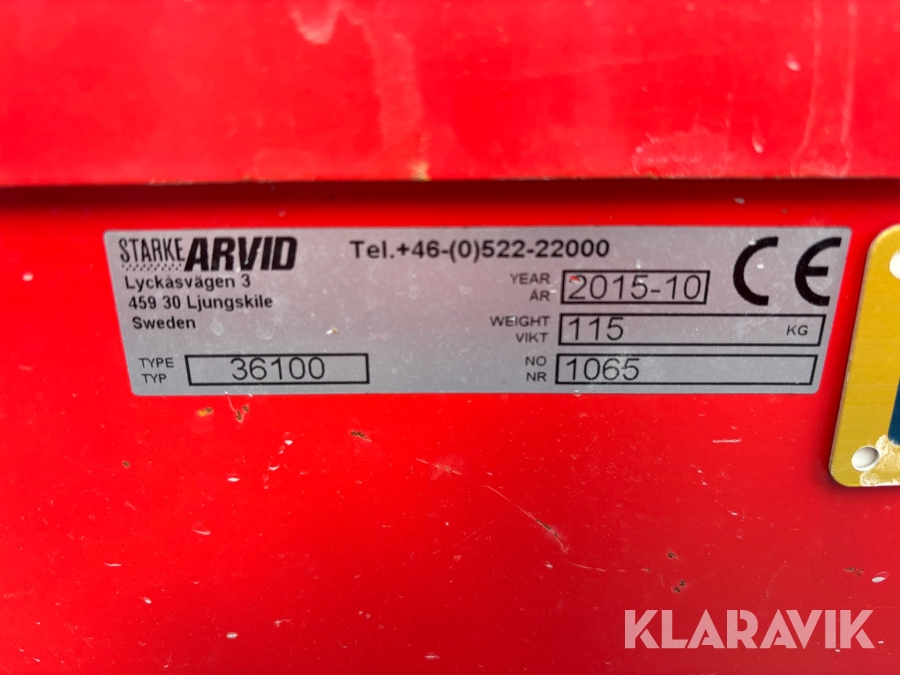 STARKE ARVID
Lyckåsvägen 3
459 30 Ljungskile
Sweden
Tel.+46-(0)522-22000
YEAR
ÅR
2015-10
CE
WEIGHT
VIKT
115
KG
TYPE
TYP
36100
NO
NR
1065
KLARAVIK